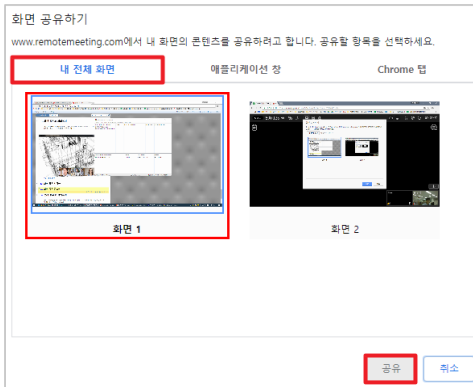 화면 공유하기
www.remotemeeting.com에서 내 화면의 콘텐츠를 공유하려고 합니다. 공유할 항목을 선택하세요.
내 전체 화면 애플리케이션 창 Chrome 탭
화면 1 화면 2
공유 취소